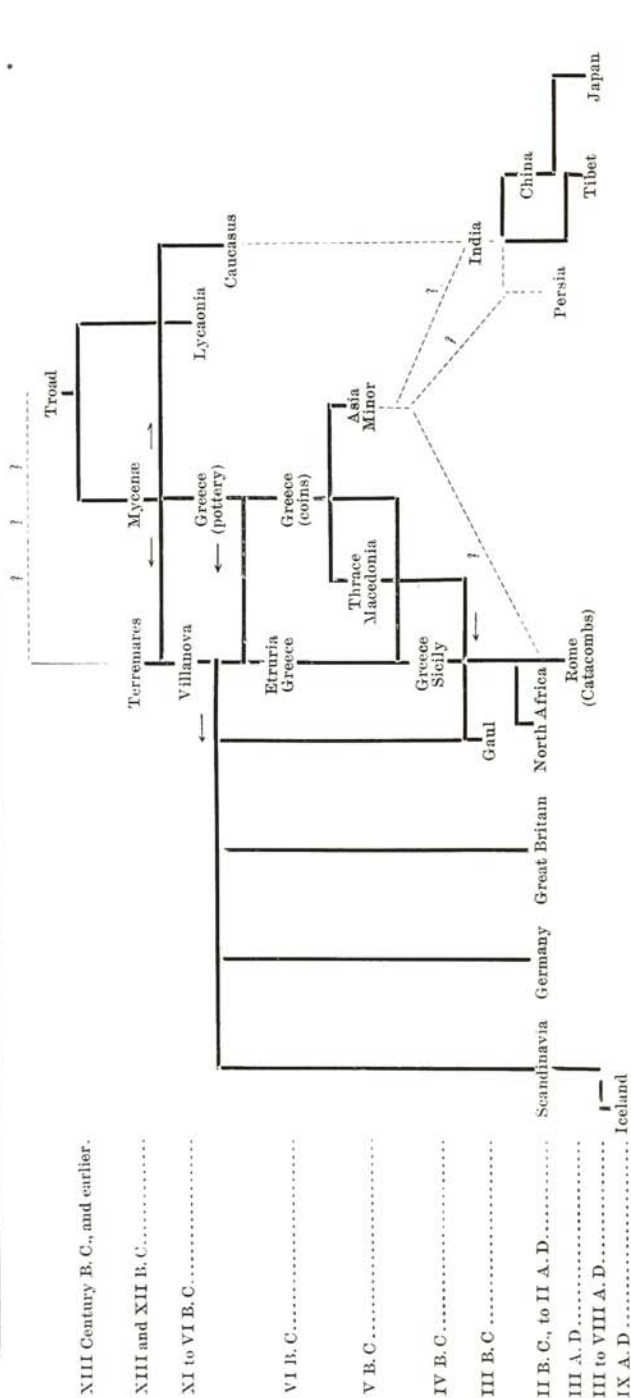 XIII Century B. C., and earlier.
Troad
? ? ?
XIII and XII B. C.
Terremares
Mycenæ
XI to VI B. C.
Villanova
Greece
(pottery)
Lycaonia
Caucasus
VI B. C.
Etruria
Greece
Greece
(coins)
V B. C.
Thrace
Macedonia
Asia
Minor
IV B. C.
Greece
Sicily
?
?
III B. C.
Gaul
?
India
II B. C., to II A. D.
Scandinavia
Germany
Great Britain
North Africa
Persia
China
III A. D.
Rome
(Catacombs)
III to VIII A. D.
Tibet
Japan
IX A. D.
Iceland